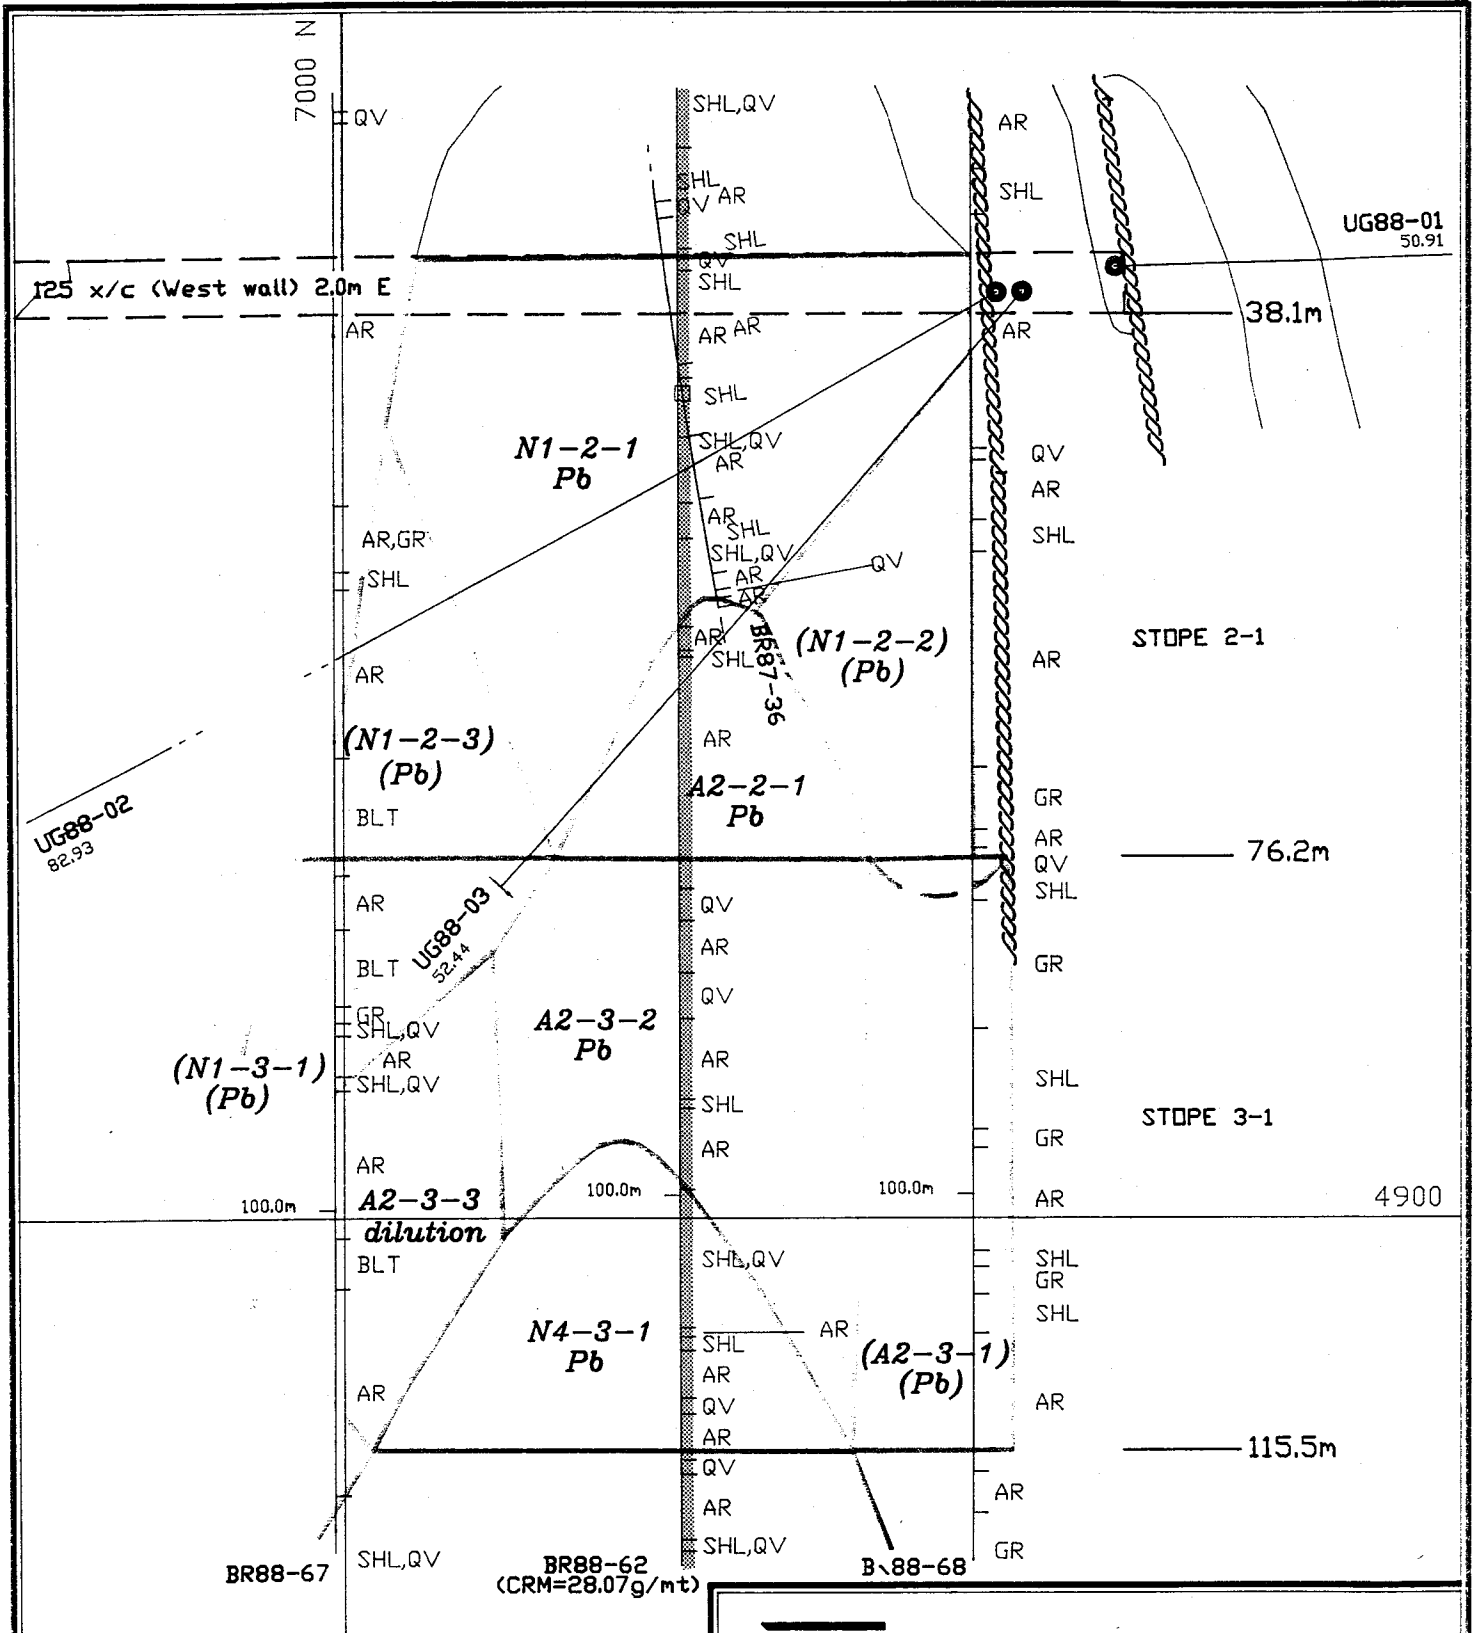 7000 N
QV
SHL,QV
AR
HL
AR
QV
SHL
UG88-01
50.91
SHL
QV
SHL
125 x/c (West wall) 2.0m E
38.1m
AR
AR AR
AR
SHL
N1-2-1
Pb
SHL,QV
AR
QV
AR
AR
SHL
SHL
AR,GR
SHL,QV
QV
SHL
AR
AR
BR87-36
(N1-2-2)
(Pb)
STOPE 2-1
AR
SHL
AR
AR
(N1-2-3)
(Pb)
AR
A2-2-1
Pb
GR
UG88-02
82.93
BLT
AR
76.2m
QV
SHL
AR
UG88-03
52.44
QV
AR
BLT
GR
QV
GR
SHL,QV
A2-3-2
Pb
AR
AR
(N1-3-1)
(Pb)
SHL,QV
SHL
SHL
STOPE 3-1
AR
GR
AR
100.0m
100.0m
100.0m
A2-3-3
dilution
AR
4900
BLT
SHL,QV
SHL
GR
SHL
N4-3-1
Pb
AR
SHL
(A2-3-1)
(Pb)
AR
AR
QV
AR
AR
115.5m
QV
AR
AR
SHL,QV
SHL,QV
GR
BR88-67
BR88-62
(CRM=28.07g/mt)
B\88-68